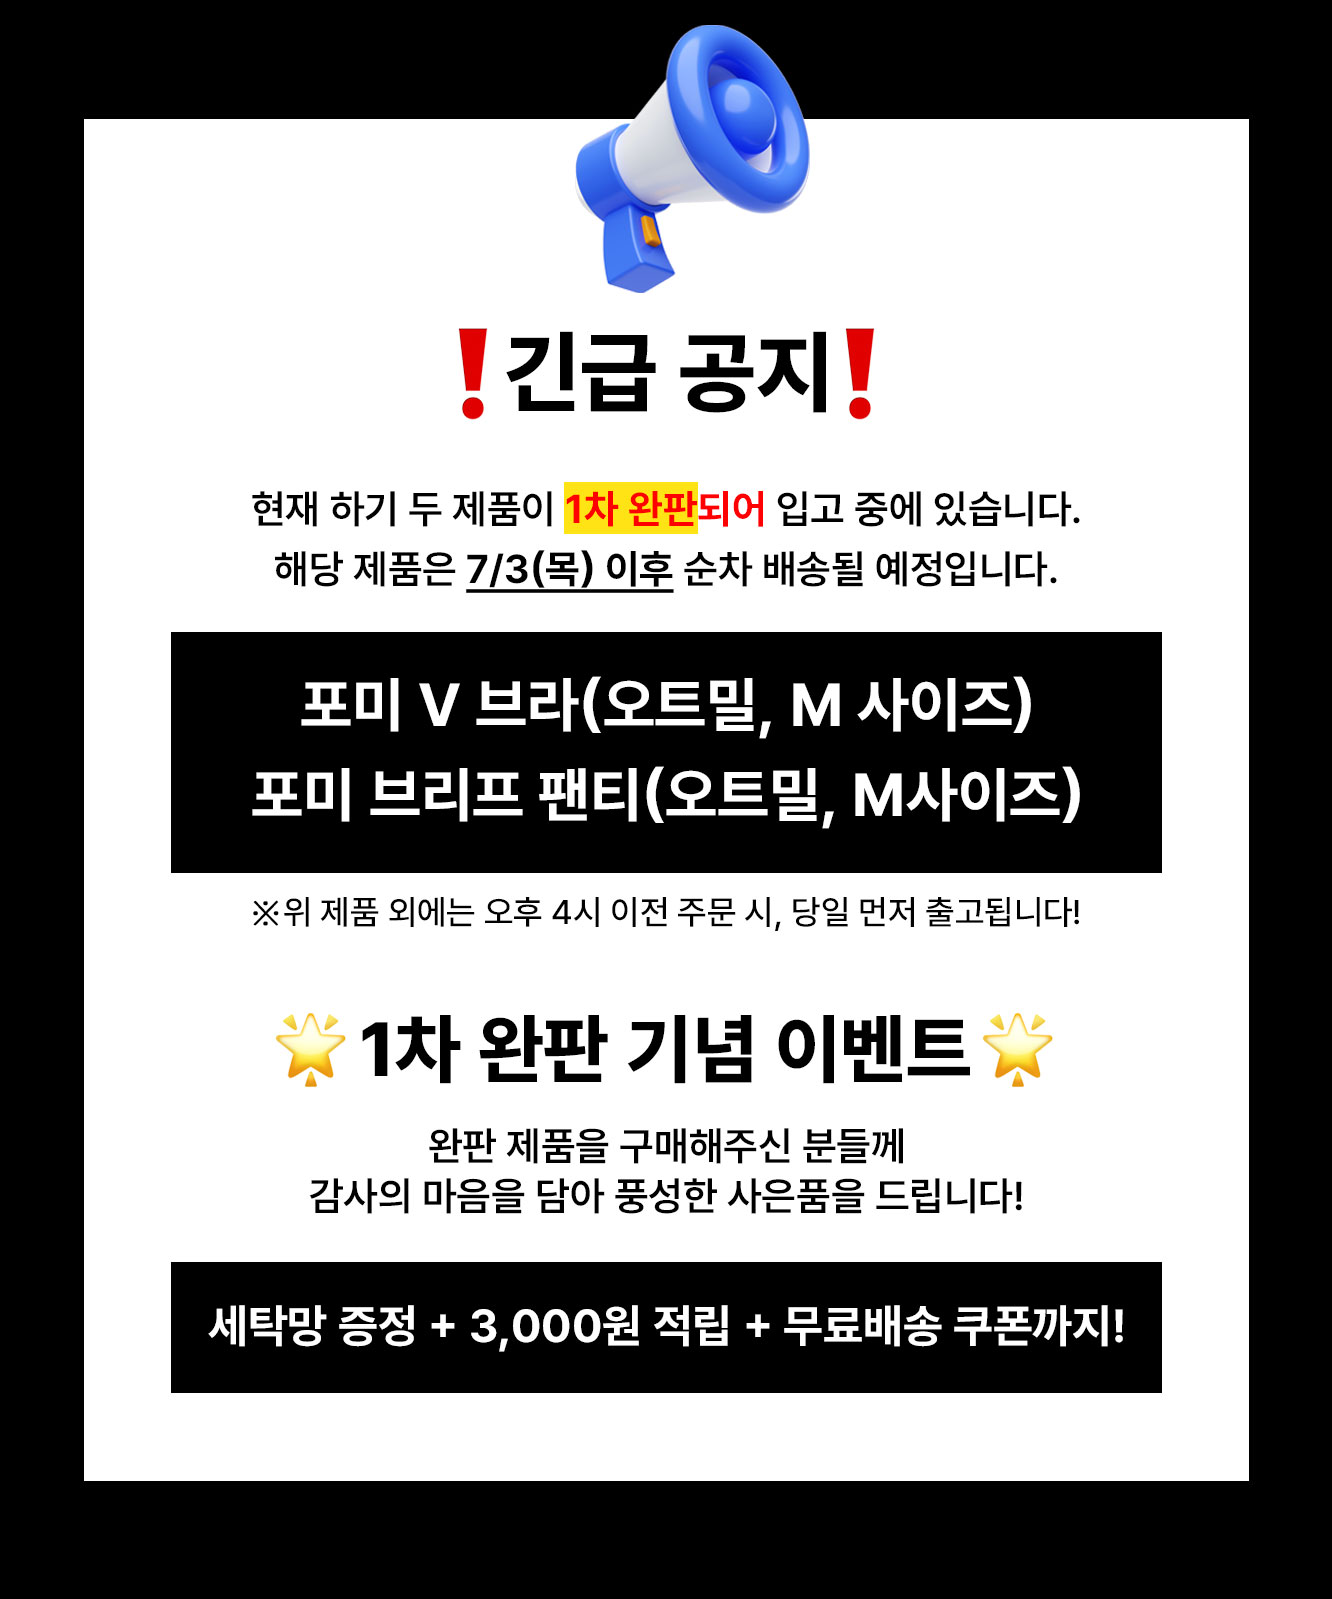 ❗긴급 공지❗
현재 하기 두 제품이 1차 완판되어 입고 중에 있습니다.
해당 제품은 7/3(목) 이후 순차 배송될 예정입니다.
포미 V 브라(오트밀, M 사이즈)
포미 브리프 팬티(오트밀, M사이즈)
※위 제품 외에는 오후 4시 이전 주문 시, 당일 먼저 출고됩니다!
🌟1차 완판 기념 이벤트🌟
완판 제품을 구매해주신 분들께
감사의 마음을 담아 풍성한 사은품을 드립니다!
세탁망 증정 + 3,000원 적립 + 무료배송 쿠폰까지!